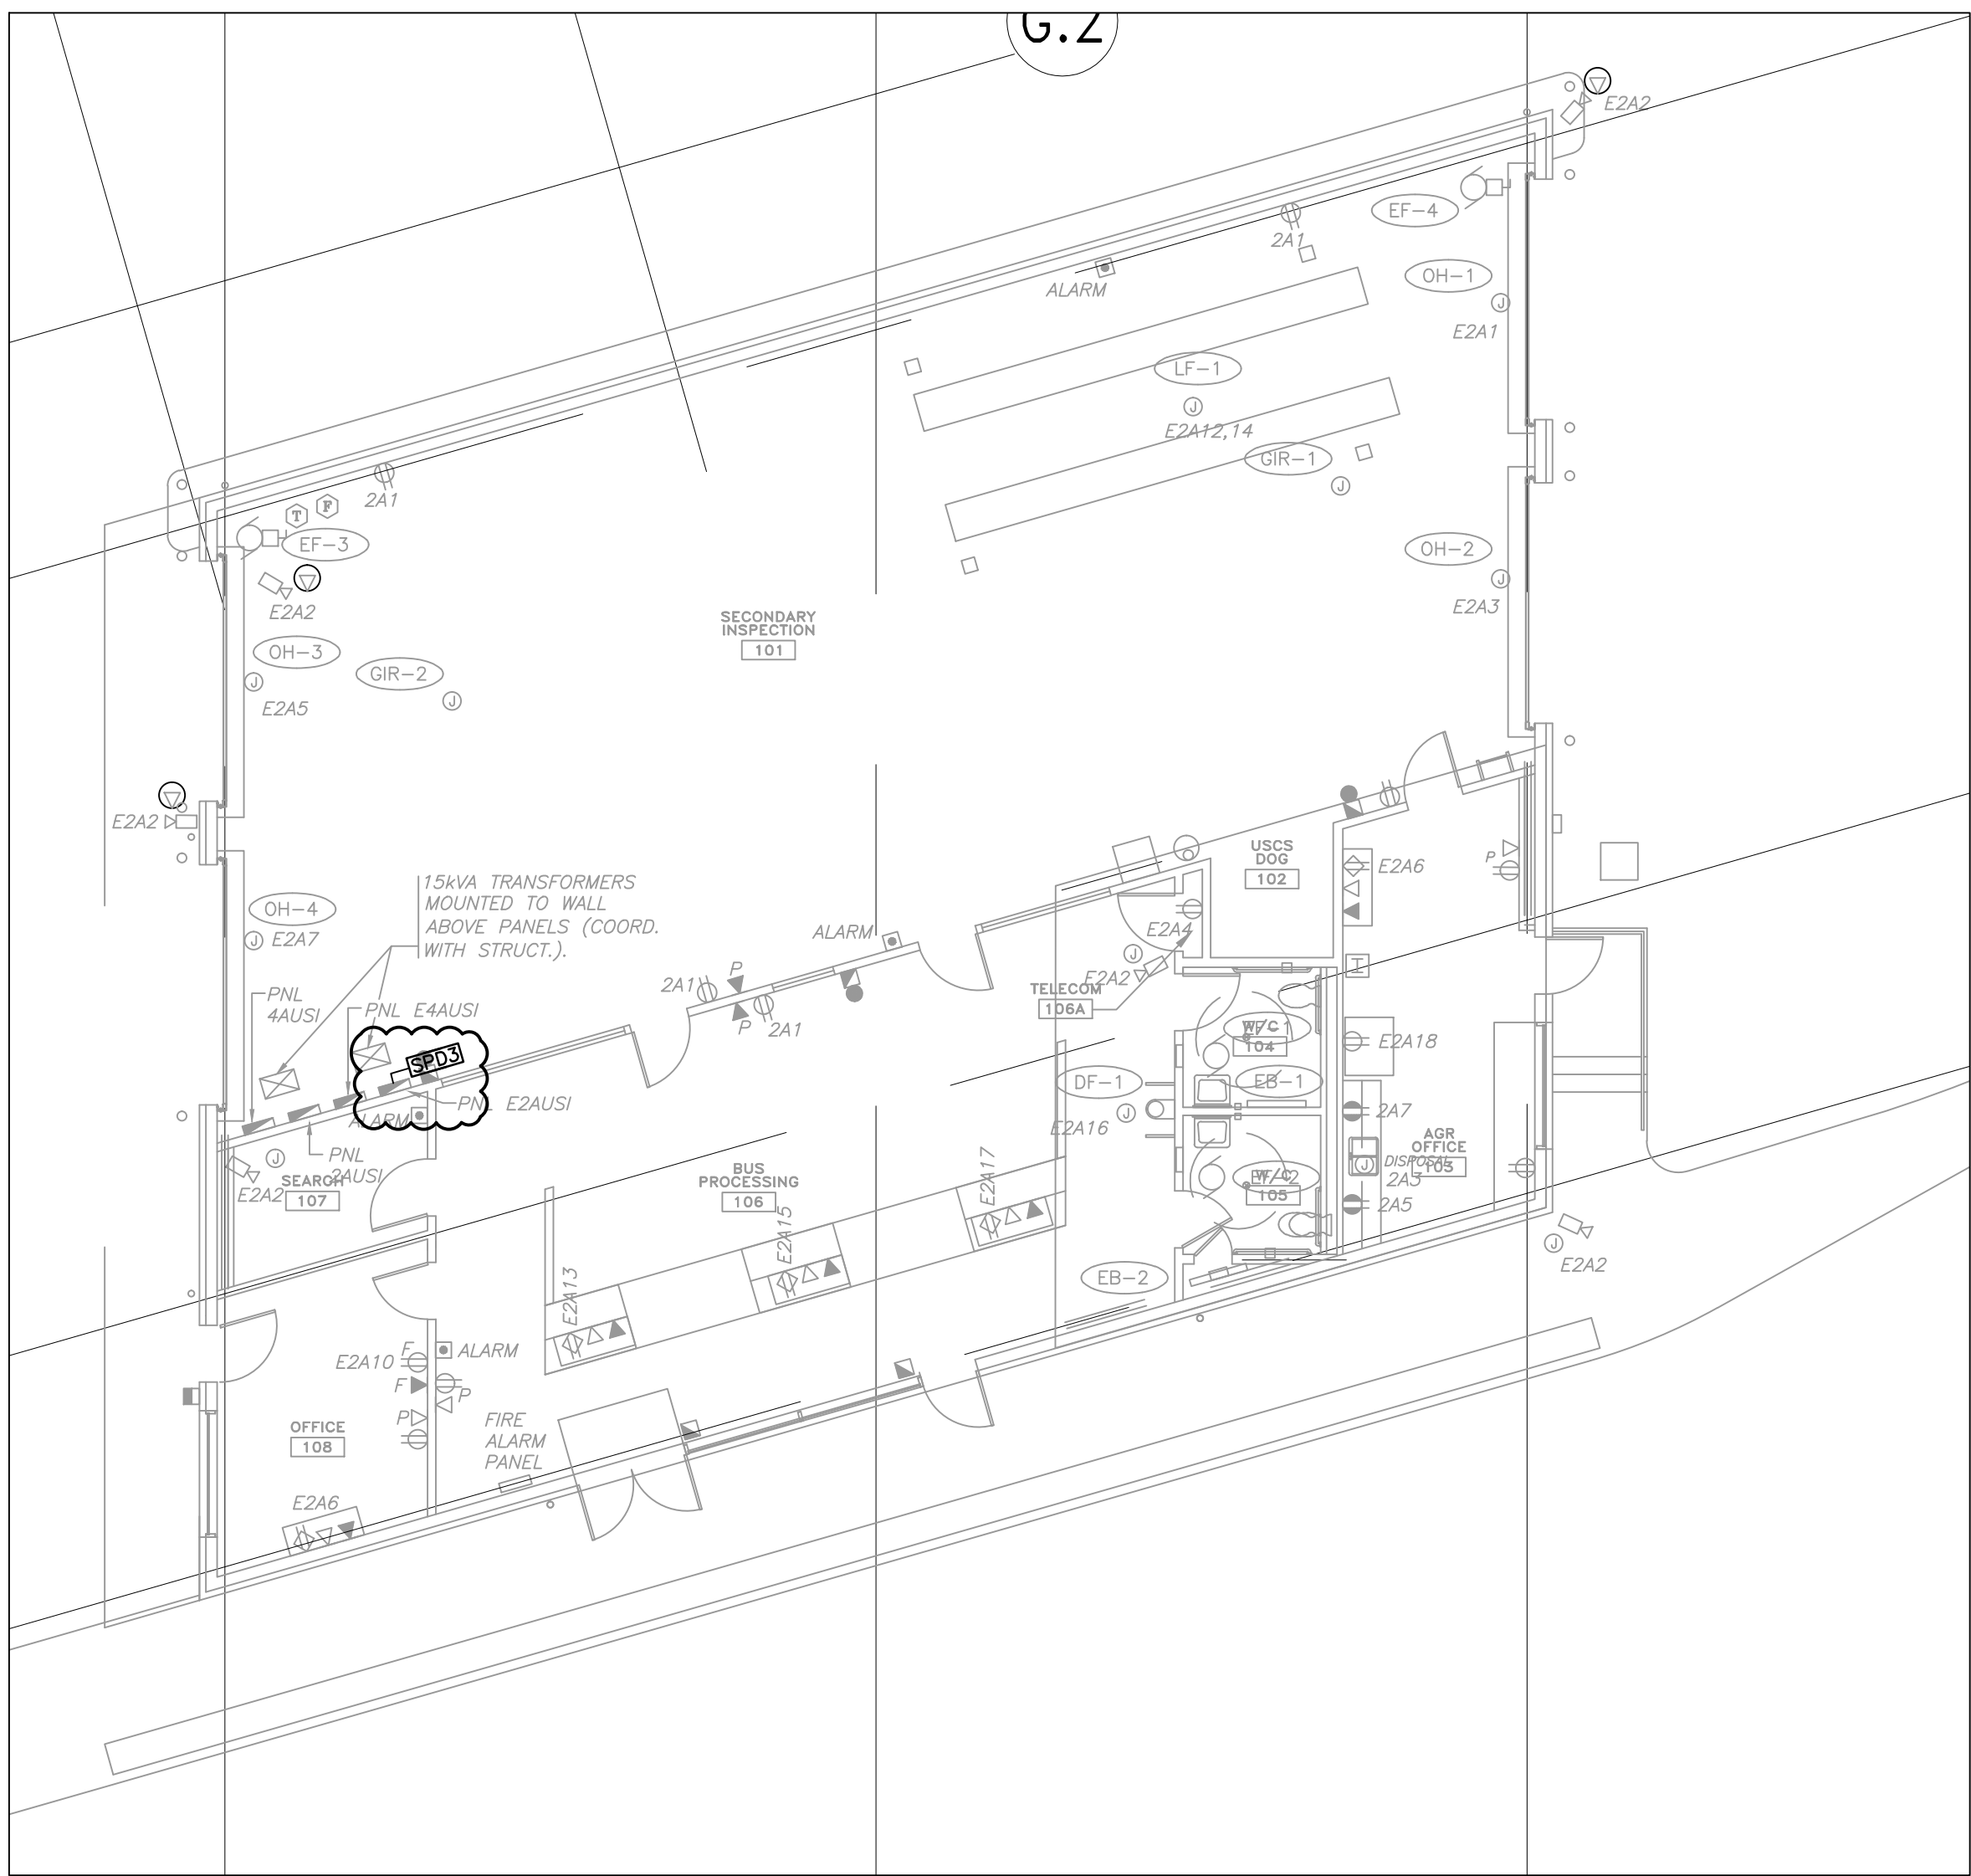 G.2
E2A2
EF-4
2A1
OH-1
ALARM
E2A1
LF-1
E2A12,14
GIR-1
2A1
T
F
EF-3
E2A2
OH-2
E2A3
SECONDARY
INSPECTION
101
OH-3
GIR-2
E2A5
J
J
J
J
J
J
E2A2
USCS
DOG
102
P
E2A6
15kVA TRANSFORMERS
MOUNTED TO WALL
ABOVE PANELS (COORD.
WITH STRUCT.).
OH-4
J
E2A7
E2A4
ALARM
J
E2A2
TELECOM
106A
P
2A1
PNL
4AUSI
PNL E4AUSI
P
2A1
I
W/C
104
E2A18
SPD3
DF-1
EB-1
PNL E2AUSI
ALARM
J
E2A16
2A7
AGR
OFFICE
103
DISPOSAL
J
2A3
PNL
2AUSI
J
E2A2
SEARCH
107
BUS
PROCESSING
106
E2A17
E2A15
E2A13
W/C
105
2A5
J
E2A2
EB-2
F
E2A10
ALARM
F
P
P
FIRE
ALARM
PANEL
OFFICE
108
E2A6